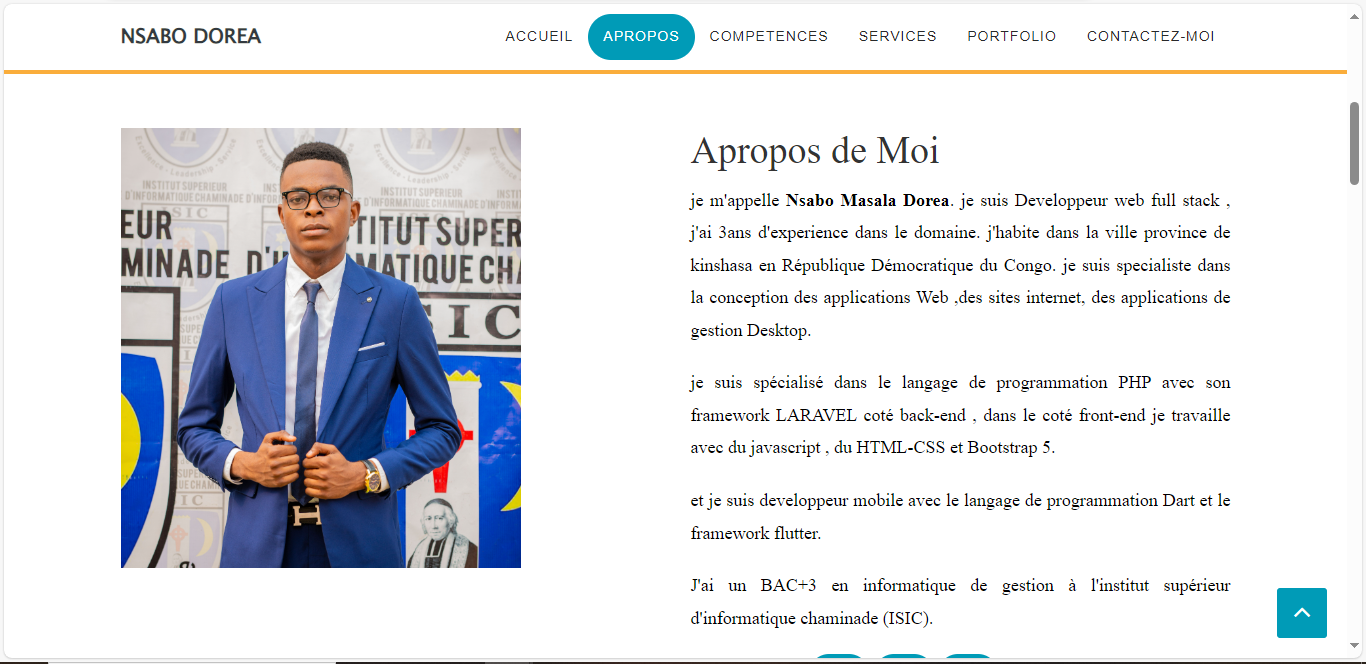 NSABO DOREA
ACCUEIL APROPOS COMPETENCES SERVICES PORTFOLIO CONTACTEZ-MOI
INSTITUT SUPERIEUR
D'INFORMATIQUE CHAMINADE D'INFORMATIQUE
ISIC
EUR TITUT SUPER
MINADE D'I MATIQUE CHA
SIC
Apropos de Moi
je m'appelle Nsabo Masala Dorea. je suis Developpeur web full stack ,
j'ai 3ans d'experience dans le domaine. j'habite dans la ville province de
kinshasa en République Démocratique du Congo. je suis specialiste dans
la conception des applications Web ,des sites internet, des applications de
gestion Desktop.
je suis spécialisé dans le langage de programmation PHP avec son
framework LARAVEL coté back-end , dans le coté front-end je travaille
avec du javascript , du HTML-CSS et Bootstrap 5.
et je suis developpeur mobile avec le langage de programmation Dart et le
framework flutter.
J'ai un BAC+3 en informatique de gestion à l'institut supérieur
d'informatique chaminade (ISIC).